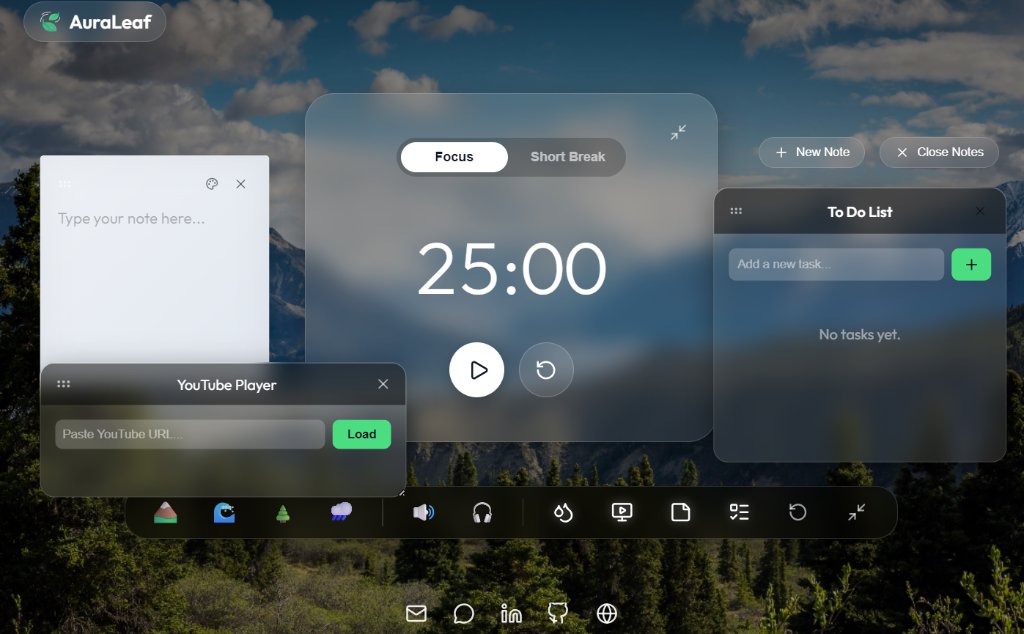 AuraLeaf
Focus
Short Break
New Note
Close Notes
Type your note here...
To Do List
Add a new task...
25:00
No tasks yet.
YouTube Player
Paste YouTube URL...
Load